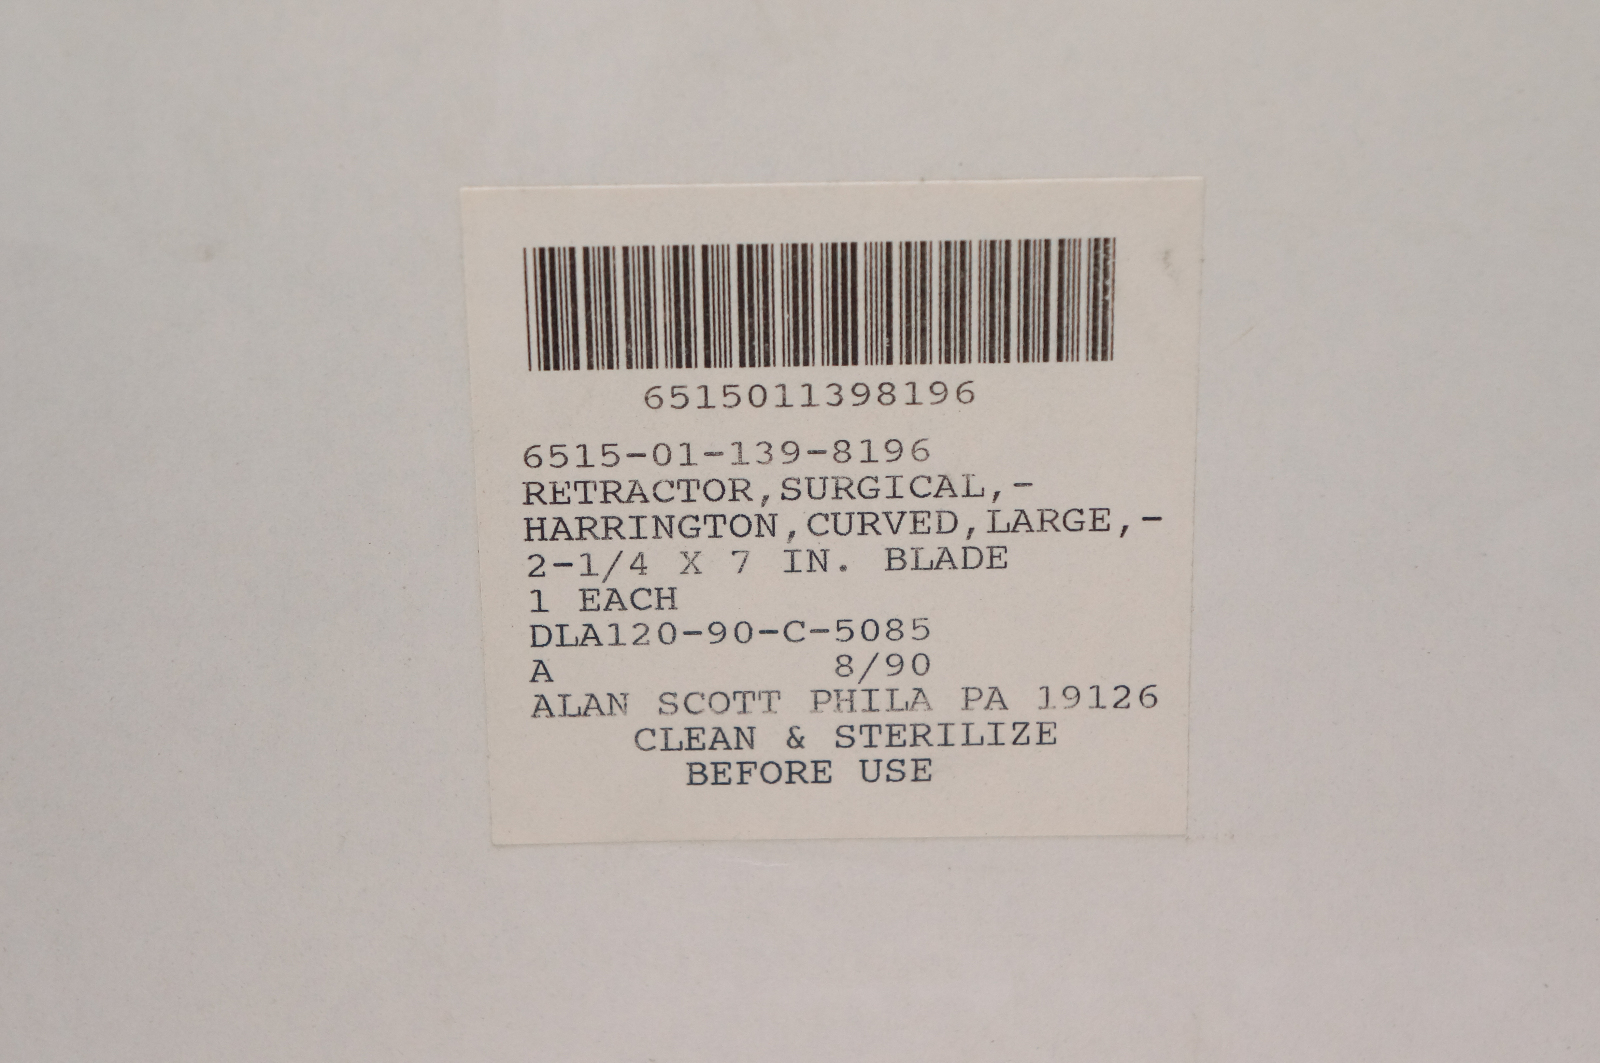 6515011398196
6515-01-139-8196
RETRACTOR,SURGICAL,-
HARRINGTON,CURVED,LARGE,-
2-1/4 X 7 IN. BLADE
1 EACH
DLA120-90-C-5085
A 8/90
ALAN SCOTT PHILA PA 19126
CLEAN & STERILIZE
BEFORE USE